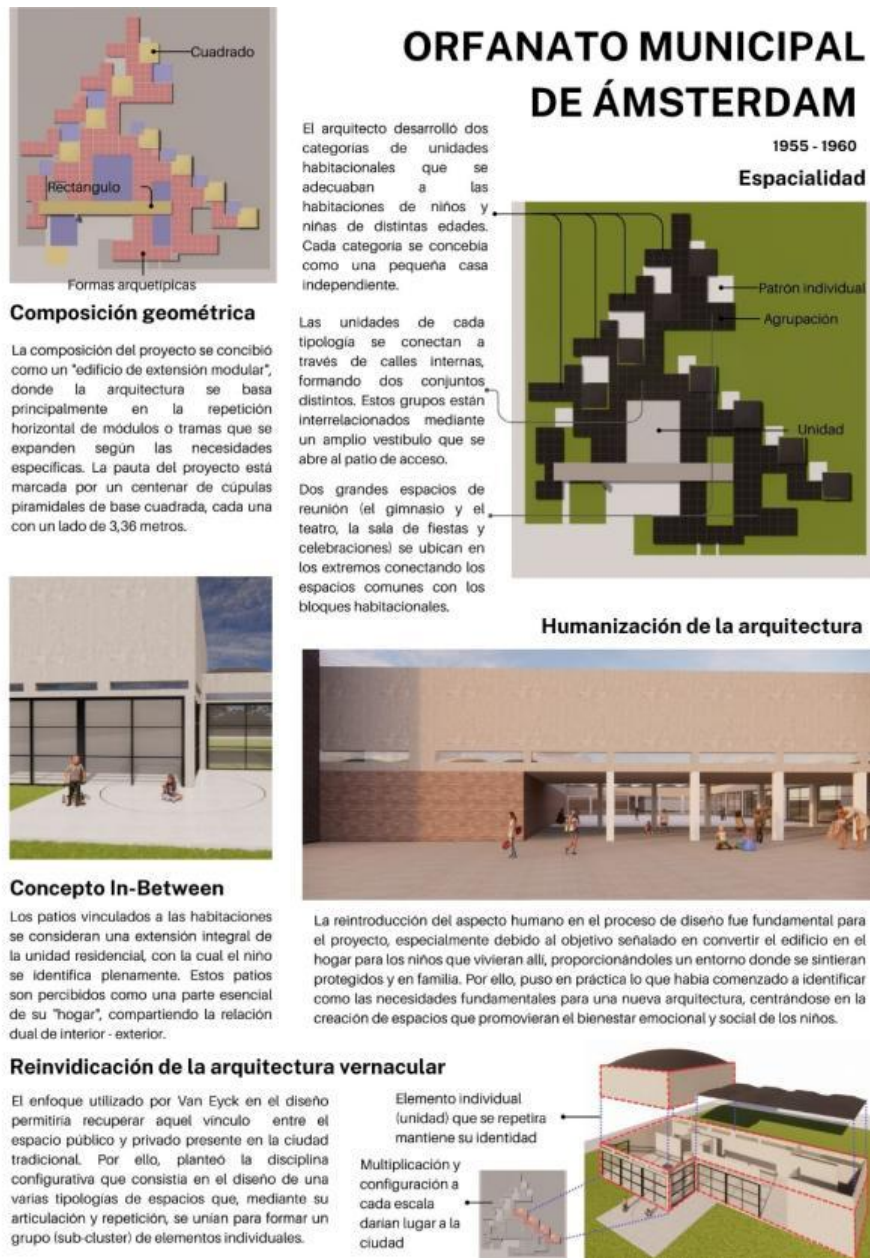 ORFANATO MUNICIPAL
DE ÁMSTERDAM
1955 - 1960
Espacialidad
Cuadrado
Rectángulo
Formas arquetípicas
Composición geométrica
La composición del proyecto se concibió
como un "edificio de extensión modular",
donde la arquitectura se basa
principalmente en la repetición
horizontal de módulos o tramas que se
expanden según las necesidades
específicas. La pauta del proyecto está
marcada por un centenar de cúpulas
piramidales de base cuadrada, cada una
con un lado de 3,36 metros.
El arquitecto desarrolló dos
categorías de unidades
habitacionales que se
adecuaban a las
habitaciones de niños y
niñas de distintas edades.
Cada categoría se concebía
como una pequeña casa
independiente.
Las unidades de cada
tipología se conectan a
través de calles internas,
formando dos conjuntos
distintos. Estos grupos están
interrelacionados mediante
un amplio vestíbulo que se
abre al patio de acceso.
Dos grandes espacios de
reunión (el gimnasio y el
teatro, la sala de fiestas y
celebraciones) se ubican en
los extremos conectando los
espacios comunes con los
bloques habitacionales.
Patrón individual
Agrupación
Unidad
Humanización de la arquitectura
La reintroducción del aspecto humano en el proceso de diseño fue fundamental para
el proyecto, especialmente debido al objetivo señalado en convertir el edificio en el
hogar para los niños que vivieran allí, proporcionándoles un entorno donde se sintieran
protegidos y en familia. Por ello, puso en práctica lo que había comenzado a identificar
como las necesidades fundamentales para una nueva arquitectura, centrándose en la
creación de espacios que promovieran el bienestar emocional y social de los niños.
Concepto In-Between
Los patios vinculados a las habitaciones
se consideran una extensión integral de
la unidad residencial, con la cual el niño
se identifica plenamente. Estos patios
son percibidos como una parte esencial
de su "hogar", compartiendo la relación
dual de interior - exterior.
Reinvidicación de la arquitectura vernacular
El enfoque utilizado por Van Eyck en el diseño
permitiría recuperar aquel vínculo entre el
espacio público y privado presente en la ciudad
tradicional. Por ello, planteó la disciplina
configurativa que consistía en el diseño de una
varias tipologías de espacios que, mediante su
articulación y repetición, se unían para formar un
grupo (sub-cluster) de elementos individuales.
Elemento individual
(unidad) que se repetira
mantiene su identidad
Multiplicación y
configuración a
cada escala
darían lugar a la
ciudad